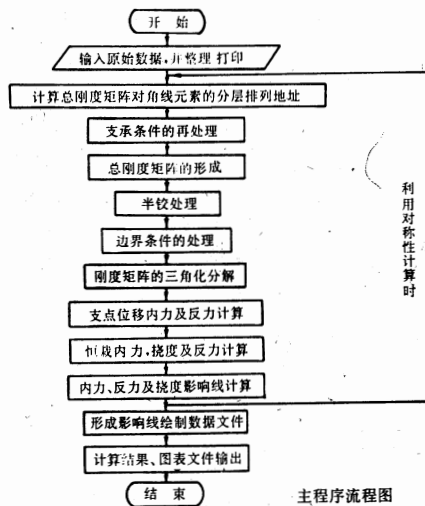 开 始
输入原始数据，并整理打印
计算总刚度矩阵对角线元素的分层排列地址
支承条件的再处理
总刚度矩阵的形成
半铰处理
边界条件的处理
刚度矩阵的三角化分解
支点位移内力及反力计算
恒载内力，挠度及反力计算
内力、反力及挠度影响线计算
形成影响线绘制数据文件
计算结果、图表文件输出
结 束
利用对称性计算时
主程序流程图